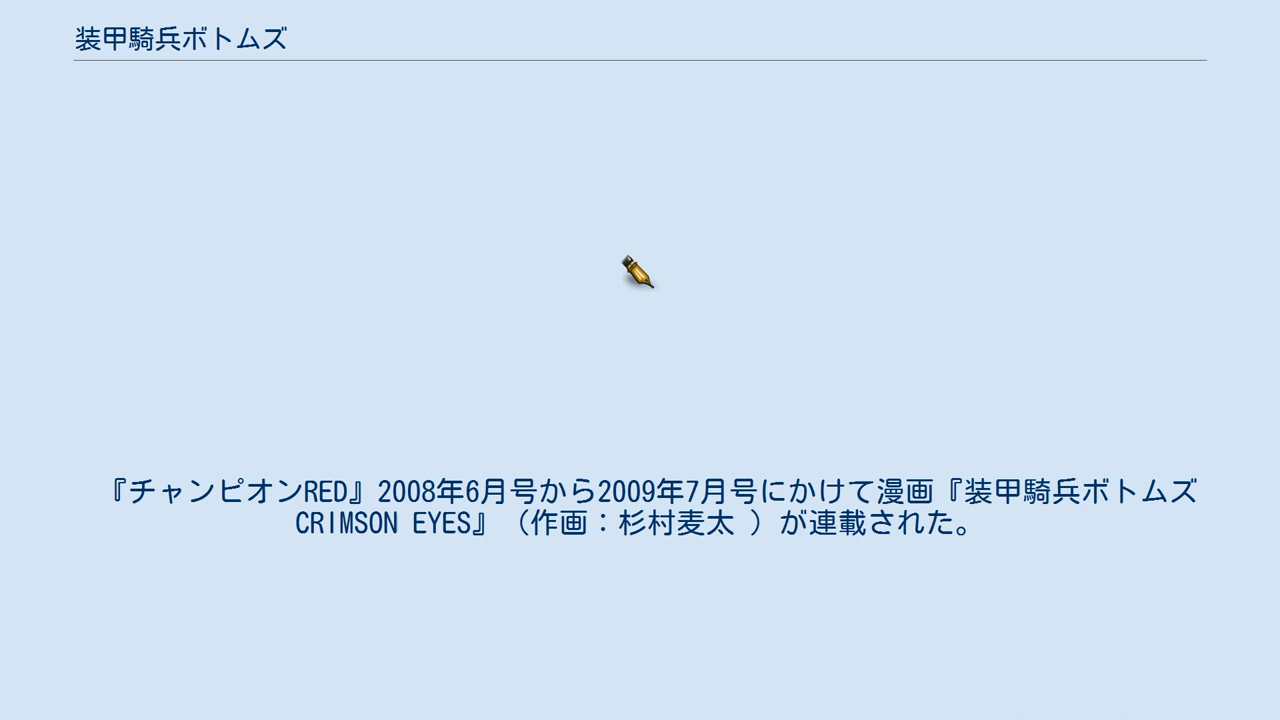 装甲騎兵ボトムズ
『チャンピオンRED』2008年6月号から2009年7月号にかけて漫画『装甲騎兵ボトムズ
CRIMSON EYES』（作画：杉村麦太 ）が連載された。